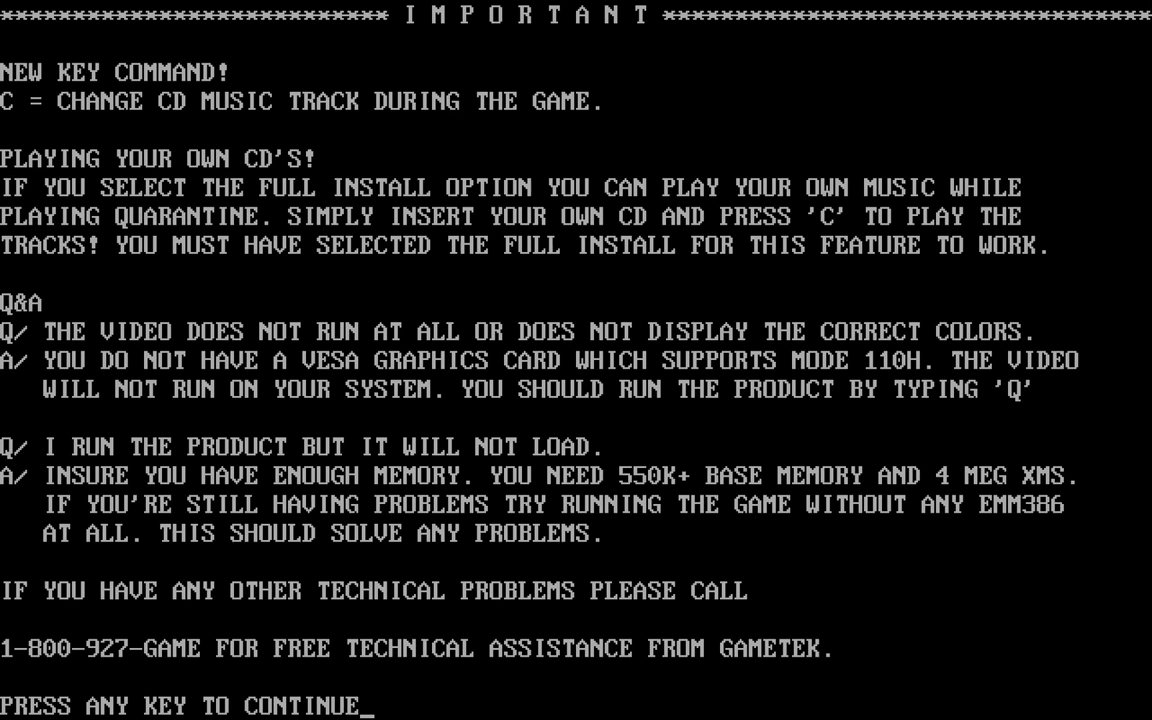 *************************** I M P O R T A N T **********************************
NEW KEY COMMAND!
C = CHANGE CD MUSIC TRACK DURING THE GAME.
PLAYING YOUR OWN CD'S!
IF YOU SELECT THE FULL INSTALL OPTION YOU CAN PLAY YOUR OWN MUSIC WHILE
PLAYING QUARANTINE. SIMPLY INSERT YOUR OWN CD AND PRESS 'C' TO PLAY THE
TRACKS! YOU MUST HAVE SELECTED THE FULL INSTALL FOR THIS FEATURE TO WORK.
Q&A
Q/ THE VIDEO DOES NOT RUN AT ALL OR DOES NOT DISPLAY THE CORRECT COLORS.
A/ YOU DO NOT HAVE A VESA GRAPHICS CARD WHICH SUPPORTS MODE 110H. THE VIDEO
WILL NOT RUN ON YOUR SYSTEM. YOU SHOULD RUN THE PRODUCT BY TYPING 'Q'
Q/ I RUN THE PRODUCT BUT IT WILL NOT LOAD.
A/ INSURE YOU HAVE ENOUGH MEMORY. YOU NEED 550K+ BASE MEMORY AND 4 MEG XMS.
IF YOU'RE STILL HAVING PROBLEMS TRY RUNNING THE GAME WITHOUT ANY EMM386
AT ALL. THIS SHOULD SOLVE ANY PROBLEMS.
IF YOU HAVE ANY OTHER TECHNICAL PROBLEMS PLEASE CALL
1-800-927-GAME FOR FREE TECHNICAL ASSISTANCE FROM GAMETEK.
PRESS ANY KEY TO CONTINUE_